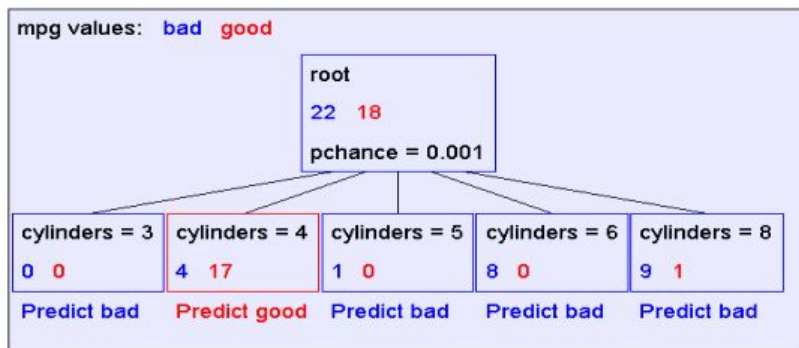 mpg values: bad good
root
22 18
pchance = 0.001
cylinders = 3 cylinders = 4 cylinders = 5 cylinders = 6 cylinders = 8
0 0 4 17 1 0 8 0 9 1
Predict bad Predict good Predict bad Predict bad Predict bad